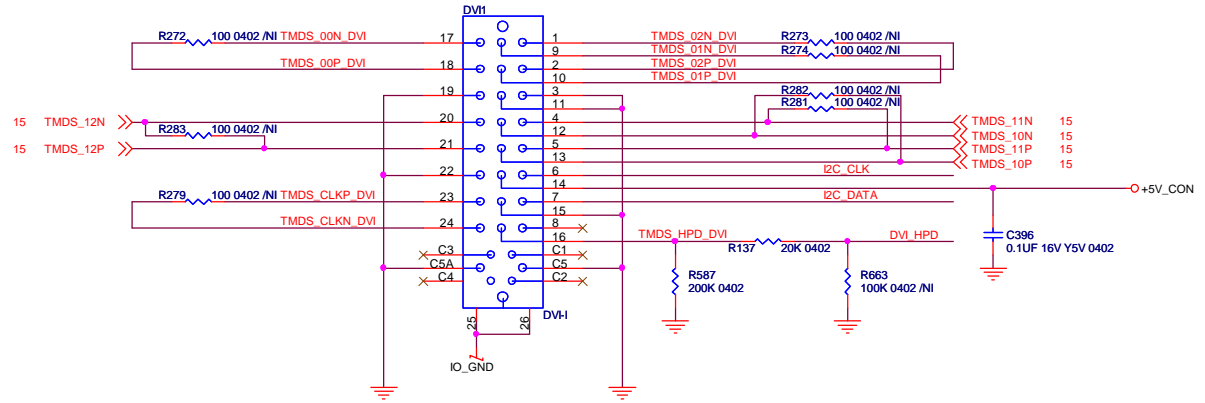 DVI1
R272 100 0402 /NI TMDS_00N_DVI 17 1 TMDS_02N_DVI R273 100 0402 /NI
9 TMDS_01N_DVI R274 100 0402 /NI
TMDS_00P_DVI 18 2 TMDS_02P_DVI
10 TMDS_01P_DVI
19 3 R282 100 0402 /NI
11 R281 100 0402 /NI
15 TMDS_12N 20 4 TMDS_11N 15
R283 100 0402 /NI 12 TMDS_10N 15
15 TMDS_12P 21 5 TMDS_11P 15
13 TMDS_10P 15
22 6 I2C_CLK
14 +5V_CON
R279 100 0402 /NI TMDS_CLKP_DVI 23 7 I2C_DATA
15
TMDS_CLKN_DVI 24 8
16 TMDS_HPD_DVI R137 20K 0402 DVI_HPD
C396
0.1UF 16V Y5V 0402
C3 C1
C5A C5
C4 C2
R587
200K 0402
R663
100K 0402 /NI
DVI-I
25 26
IO_GND